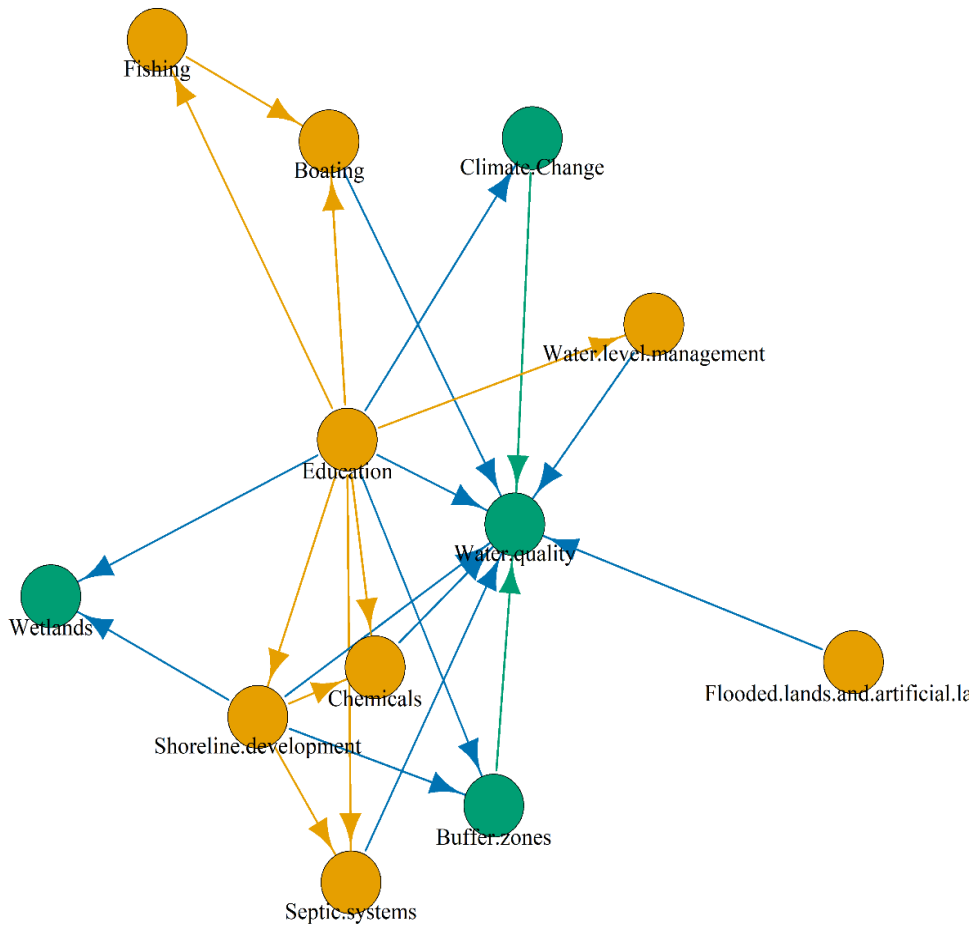 Fishing
Boating
Climate.Change
Water.level.management
Education
Water.quality
Wetlands
Chemicals
Flooded.lands.and.artificial.la
Shoreline.development
Buffer.zones
Septic.systems